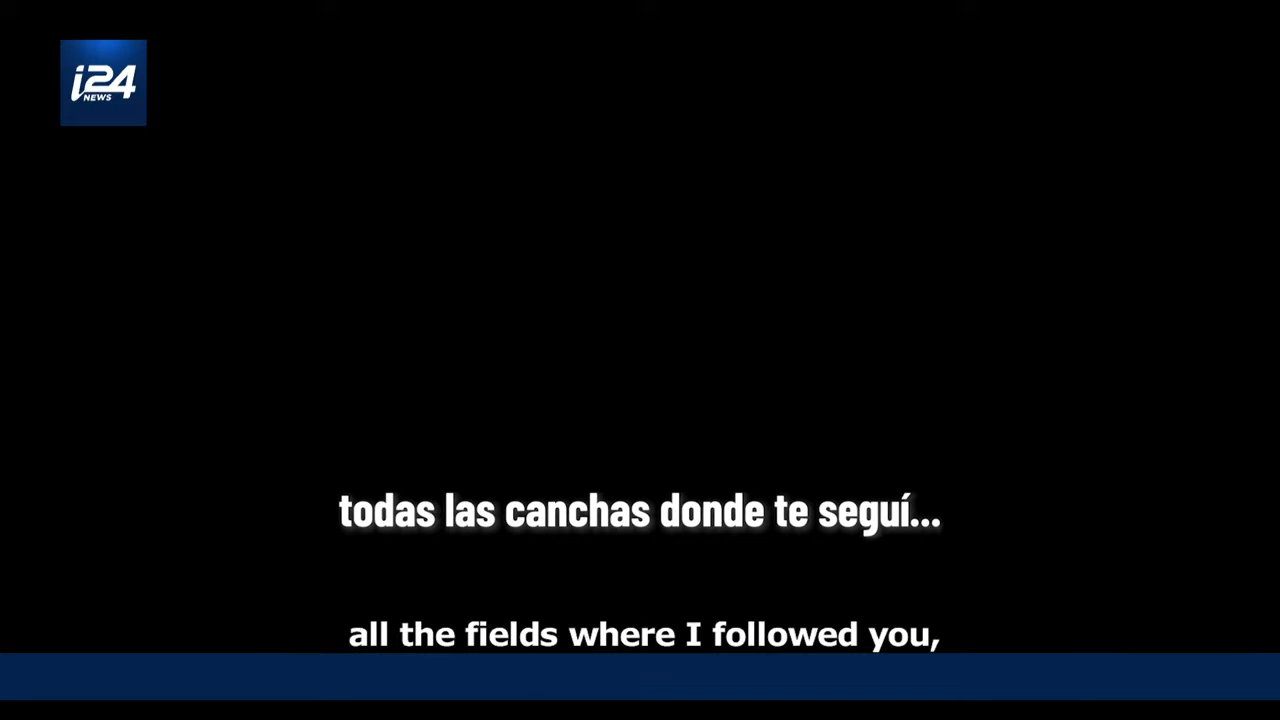 i24
NEWS
todas las canchas donde te seguí...
all the fields where I followed you,